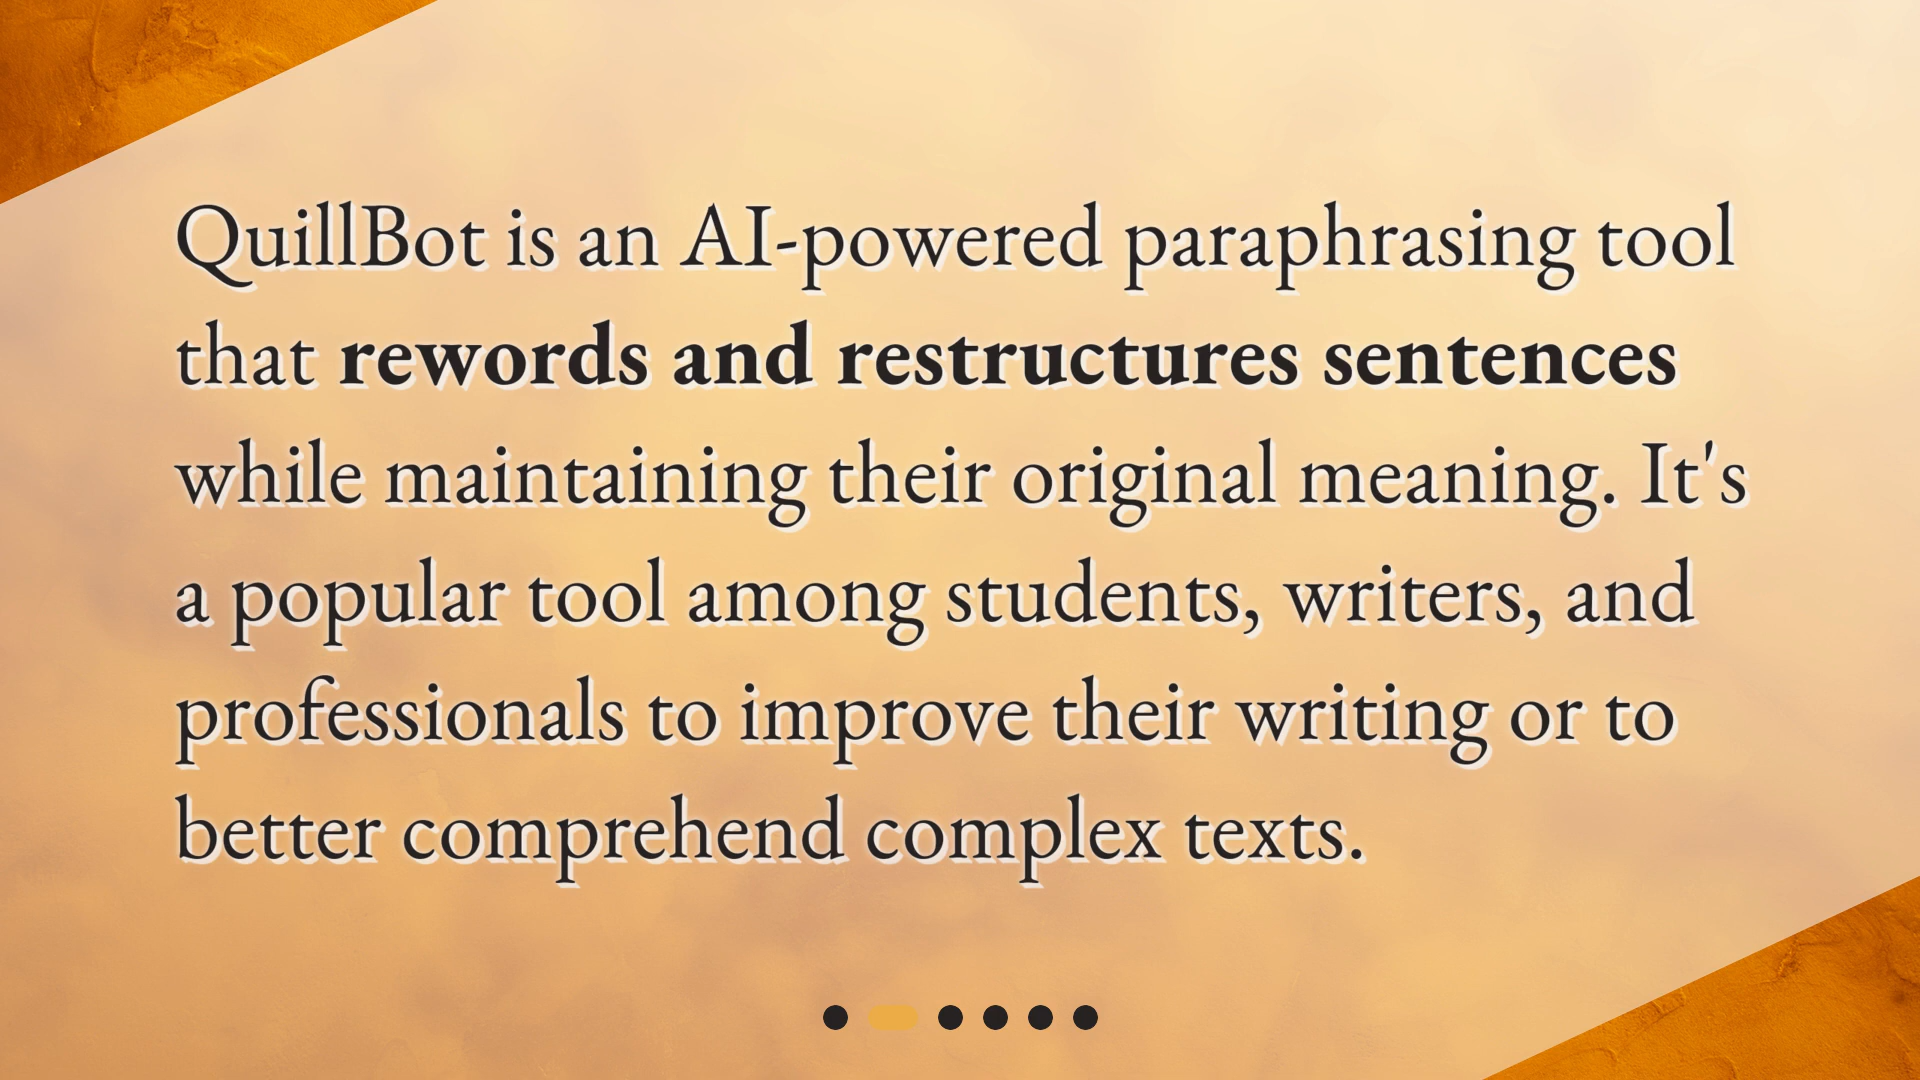 QuillBot is an AI-powered paraphrasing tool
that rewords and restructures sentences
while maintaining their original meaning. It's
a popular tool among students, writers, and
professionals to improve their writing or to
better comprehend complex texts.